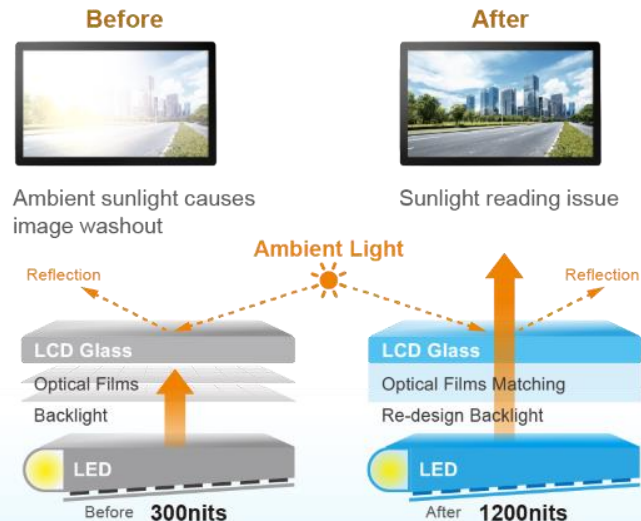 Before
After
Ambient sunlight causes
image washout
Sunlight reading issue
Ambient Light
Reflection
Reflection
LCD Glass
LCD Glass
Optical Films
Optical Films Matching
Backlight
Re-design Backlight
LED
LED
Before 300nits
After 1200nits